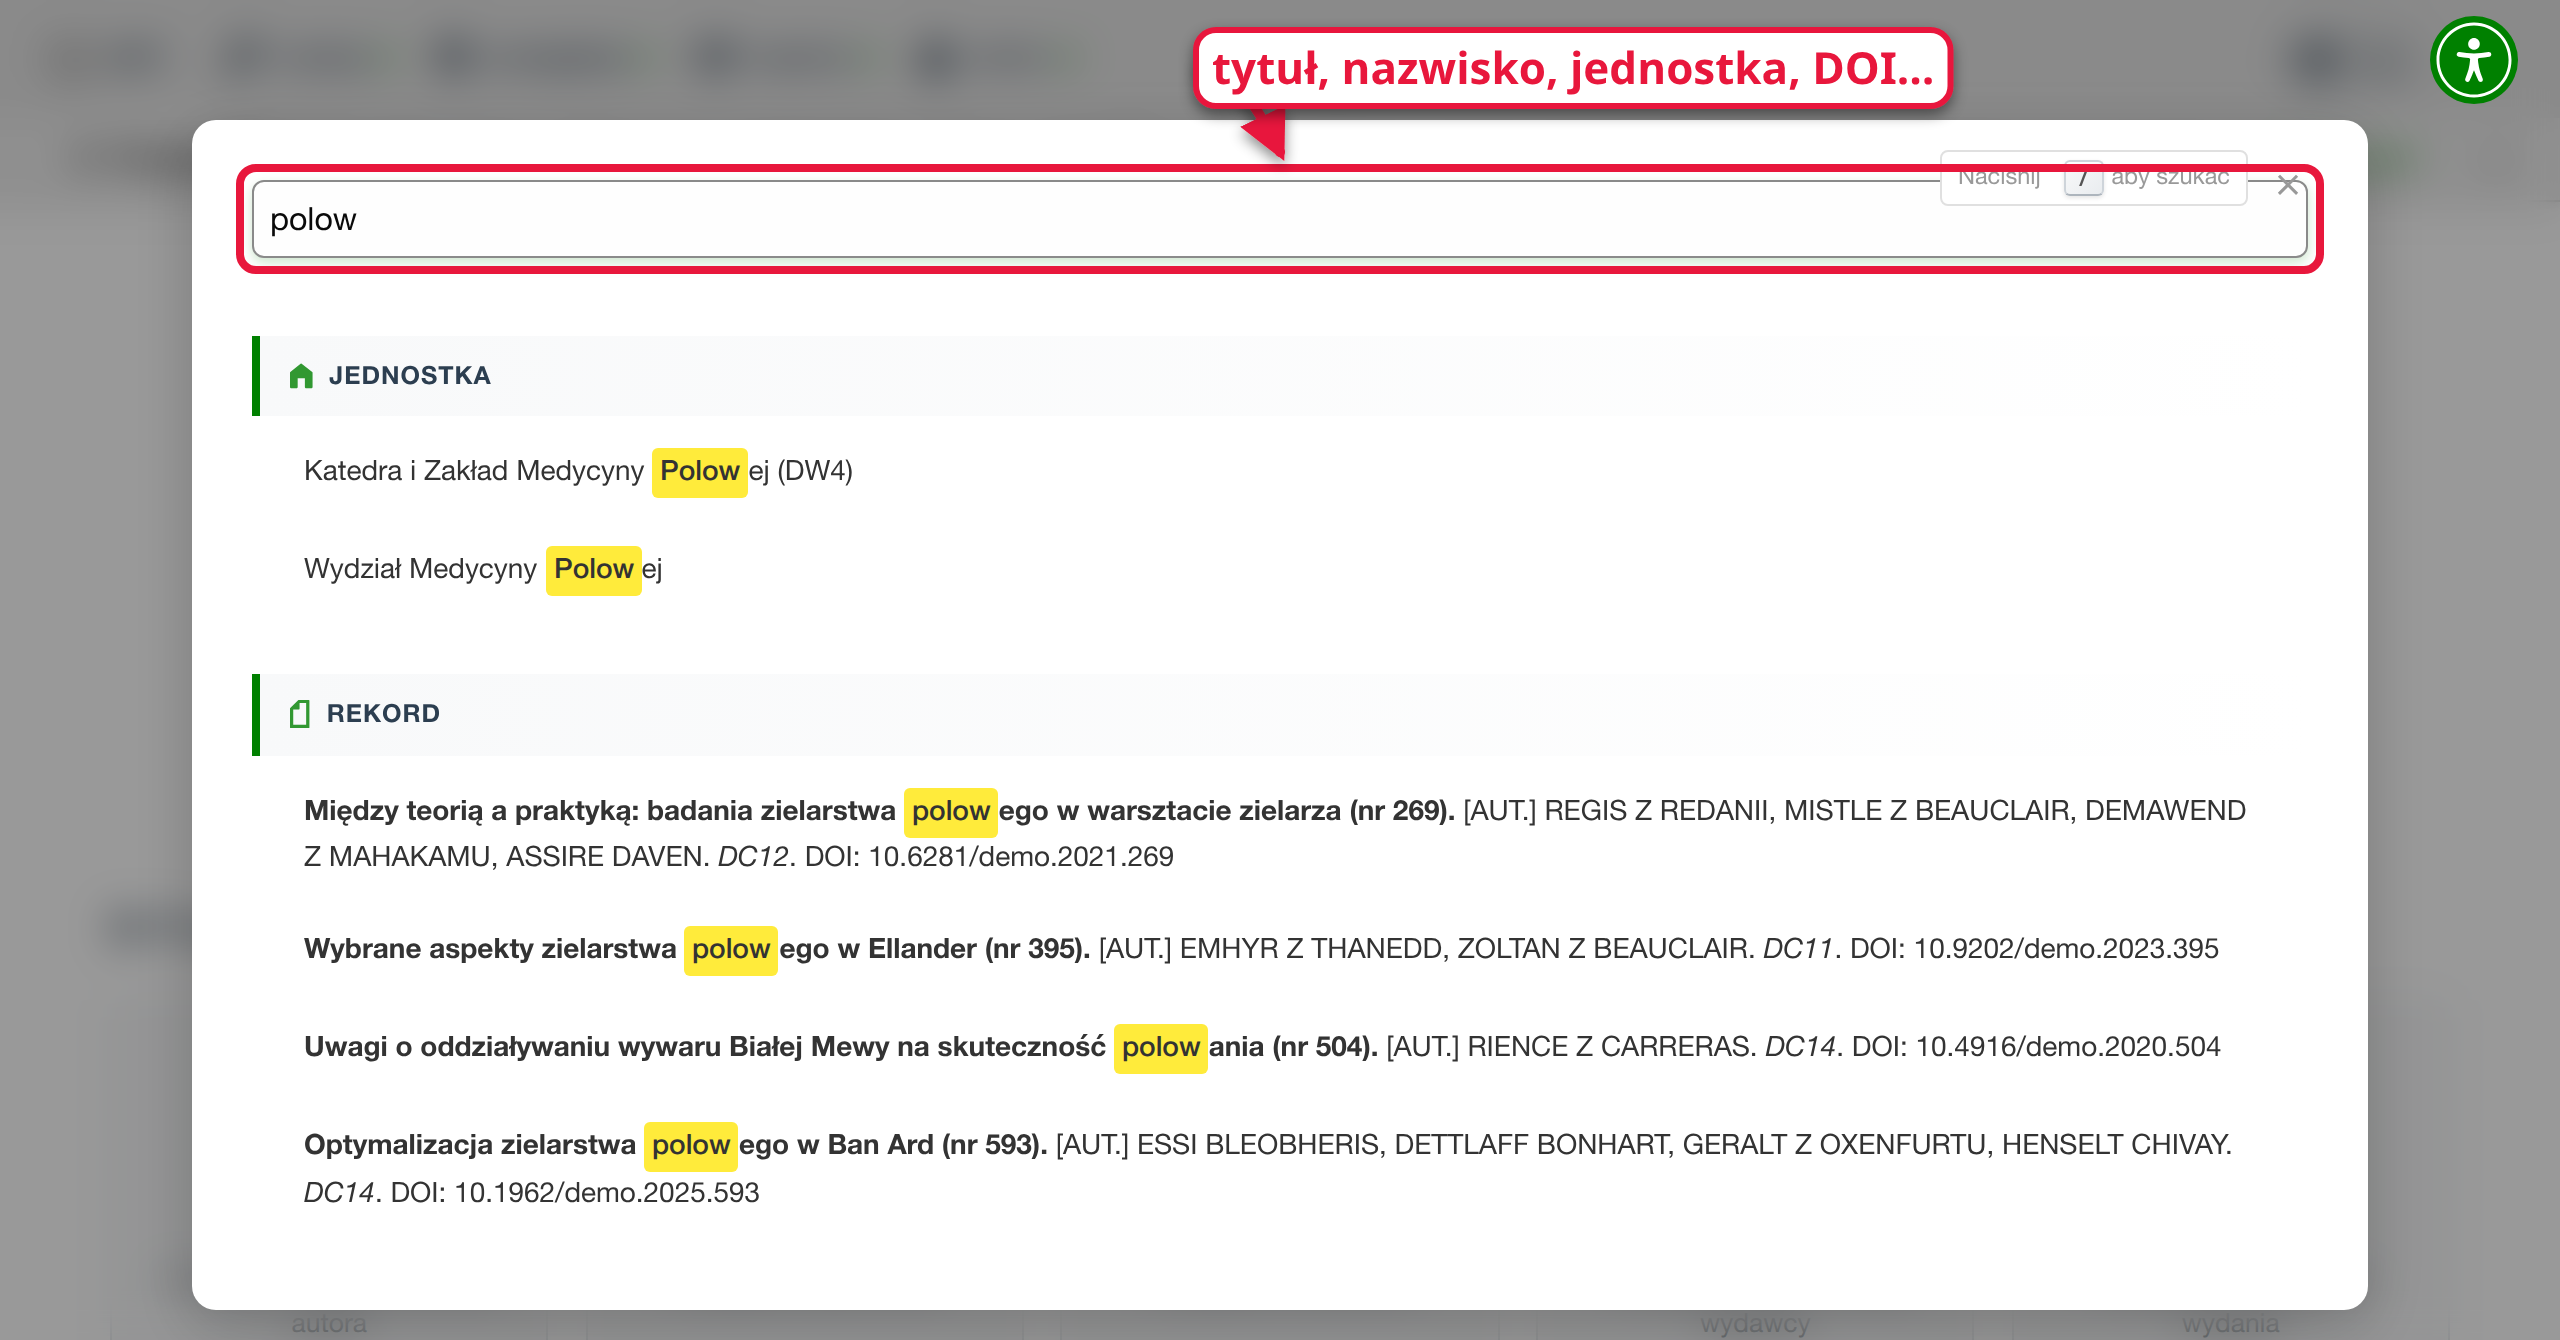 tytuł, nazwisko, jednostka, DOI...
Naciśnij / aby szukać
polow
JEDNOSTKA
Katedra i Zakład Medycyny Polowej (DW4)
Wydział Medycyny Polowej
REKORD
Między teorią a praktyką: badania zielarstwa polowego w warsztacie zielarza (nr 269). [AUT.] REGIS Z REDANII, MISTLE Z BEAUCLAIR, DEMAWEND
Z MAHAKAMU, ASSIRE DAVEN. DC12. DOI: 10.6281/demo.2021.269
Wybrane aspekty zielarstwa polowego w Ellander (nr 395). [AUT.] EMHYR Z THANEDD, ZOLTAN Z BEAUCLAIR. DC11. DOI: 10.9202/demo.2023.395
Uwagi o oddziaływaniu wywaru Białej Mewy na skuteczność polowania (nr 504). [AUT.] RIENCE Z CARRERAS. DC14. DOI: 10.4916/demo.2020.504
Optymalizacja zielarstwa polowego w Ban Ard (nr 593). [AUT.] ESSI BLEOBHERIS, DETTLAFF BONHART, GERALT Z OXENFURTU, HENSELT CHIVAY.
DC14. DOI: 10.1962/demo.2025.593
autora wydawcy wydania